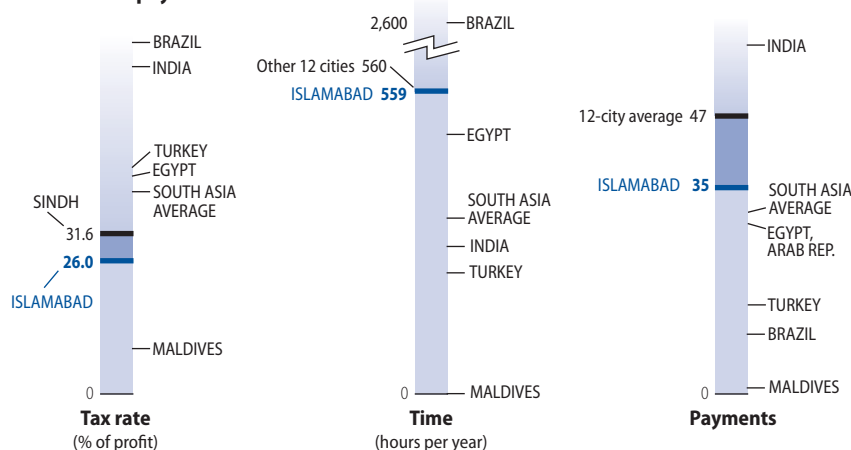 BRAZIL
INDIA
TURKEY
EGYPT
SOUTH ASIA
AVERAGE
SINDH
31.6
26.0
ISLAMABAD
MALDIVES
0
Tax rate
(% of profit)
2,600
BRAZIL
Other 12 cities 560
ISLAMABAD 559
EGYPT
SOUTH ASIA
AVERAGE
INDIA
TURKEY
0
MALDIVES
Time
(hours per year)
INDIA
12-city average 47
ISLAMABAD 35
SOUTH ASIA
AVERAGE
EGYPT,
ARAB REP.
TURKEY
BRAZIL
0
MALDIVES
Payments